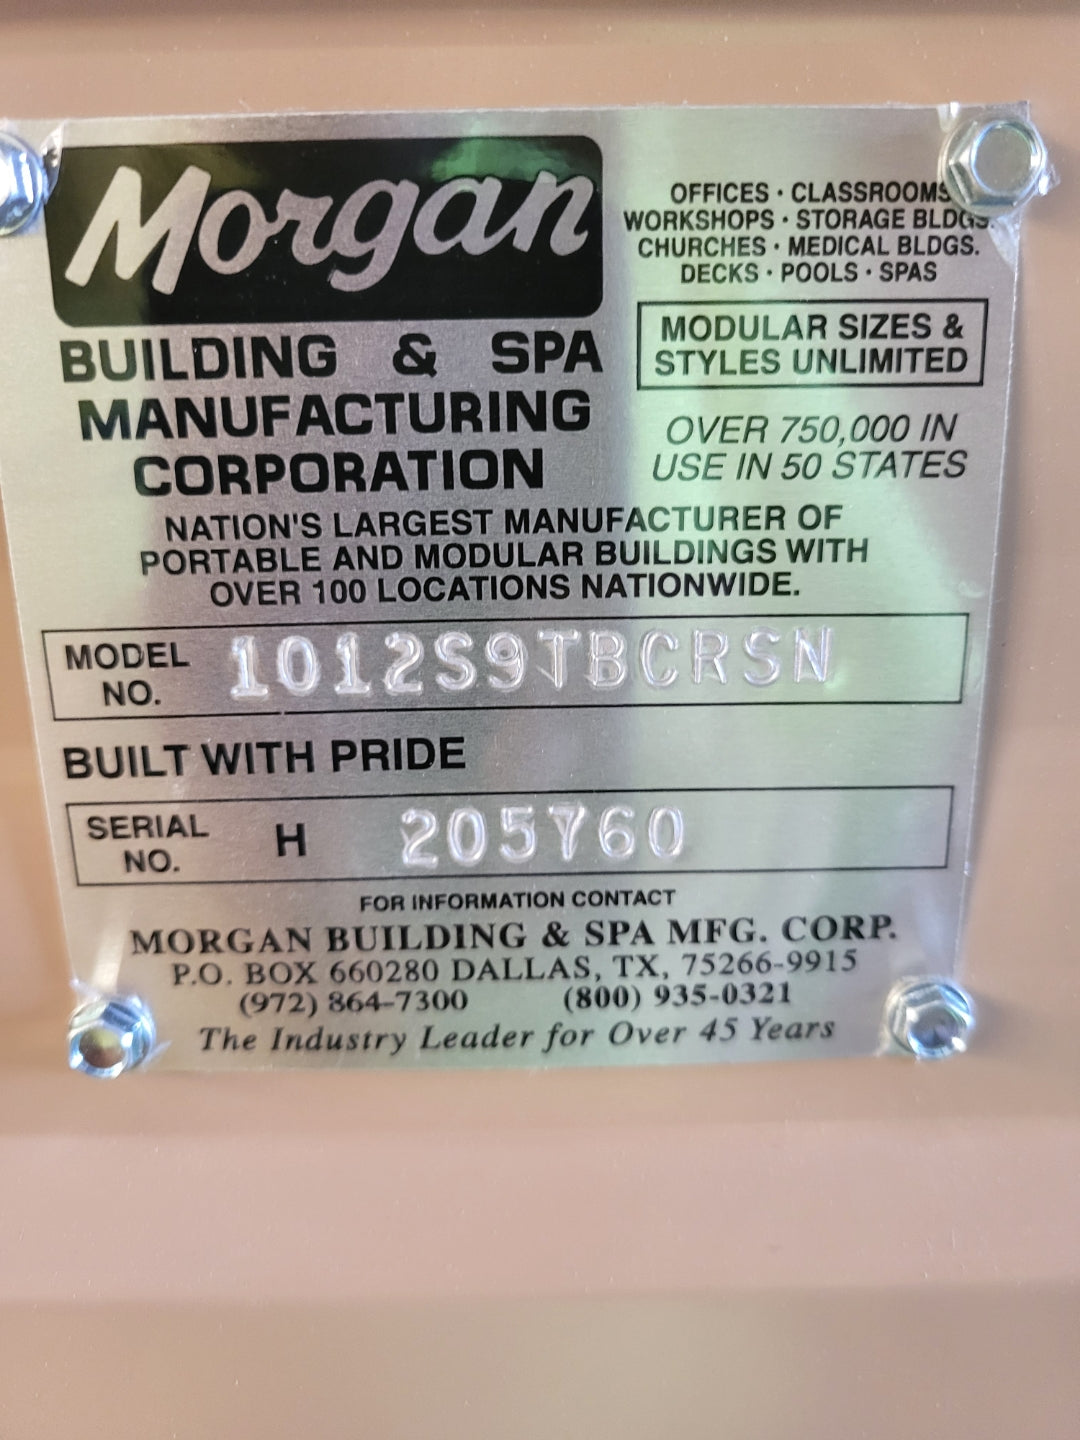 Morgan
BUILDING & SPA
MANUFACTURING
CORPORATION
OFFICES · CLASSROOMS
WORKSHOPS · STORAGE BLDGS.
CHURCHES · MEDICAL BLDGS.
DECKS · POOLS · SPAS
MODULAR SIZES &
STYLES UNLIMITED
OVER 750,000 IN
USE IN 50 STATES
NATION'S LARGEST MANUFACTURER OF
PORTABLE AND MODULAR BUILDINGS WITH
OVER 100 LOCATIONS NATIONWIDE.
MODEL
NO.
1012S9TBCRSN
BUILT WITH PRIDE
SERIAL
NO.
H 205760
FOR INFORMATION CONTACT
MORGAN BUILDING & SPA MFG. CORP.
P.O. BOX 660280 DALLAS, TX, 75266-9915
(972) 864-7300 (800) 935-0321
The Industry Leader for Over 45 Years